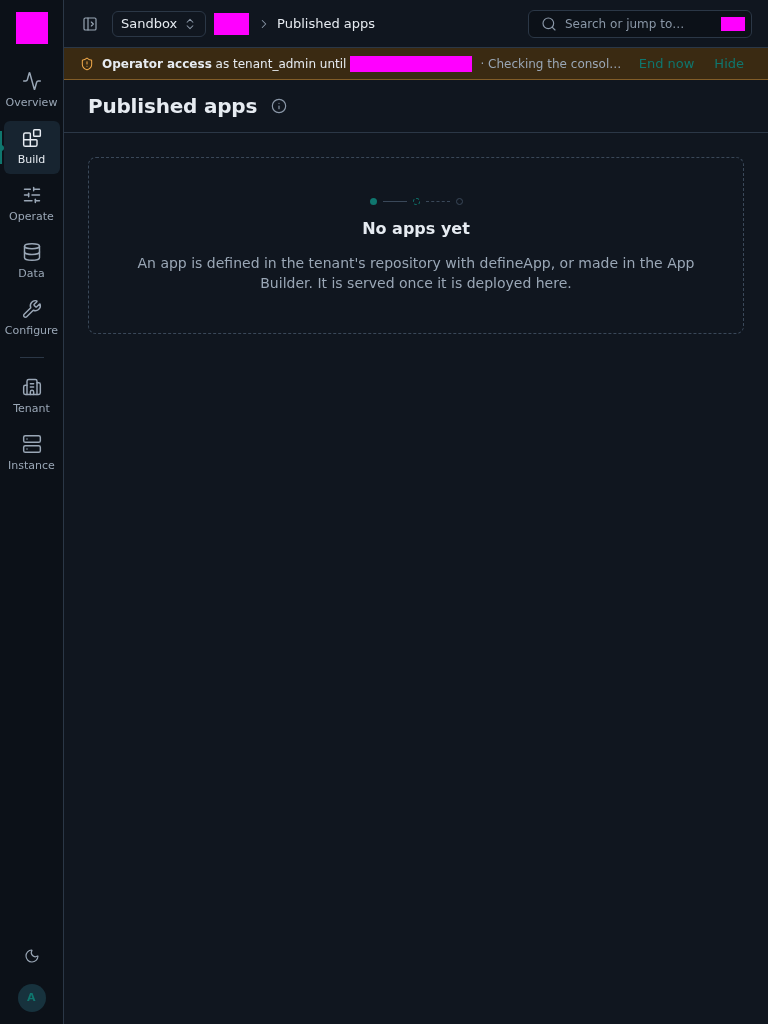 Sandbox
Published apps
Search or jump to…
Operator access as tenant_admin until
· Checking the consol…
End now
Hide
Overview
Build
Operate
Data
Configure
Tenant
Instance
A
Published apps
No apps yet
An app is defined in the tenant's repository with defineApp, or made in the App
Builder. It is served once it is deployed here.